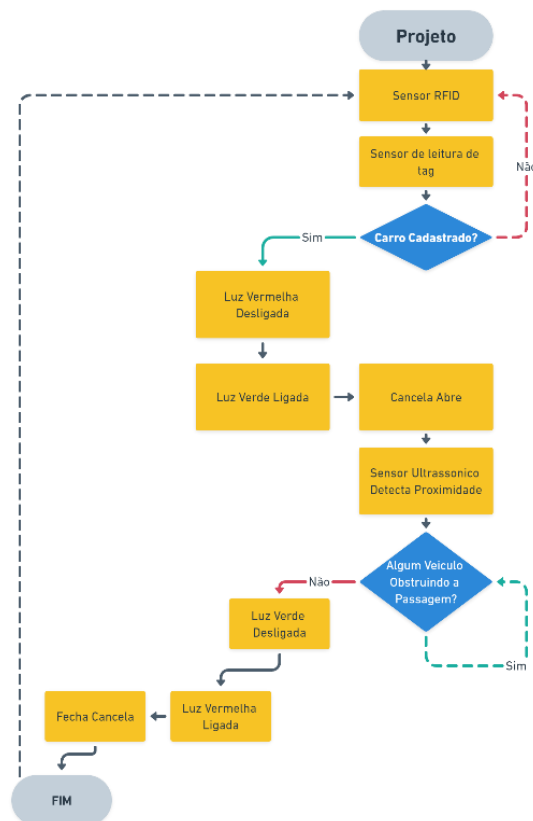 Projeto
Sensor RFID
Sensor de leitura de
tag
Não
Carro Cadastrado?
Sim
Luz Vermelha
Desligada
Luz Verde Ligada
Cancela Abre
Sensor Ultrassonico
Detecta Proximidade
Algum Veiculo
Obstruindo a
Passagem?
Não
Sim
Luz Verde
Desligada
Luz Vermelha
Ligada
Fecha Cancela
FIM